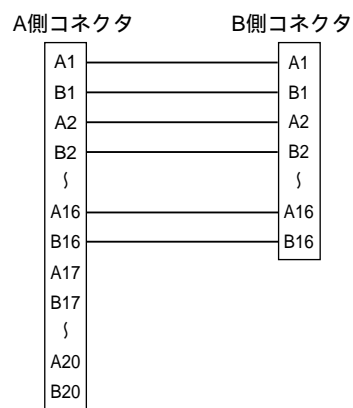 A側コネクタ B側コネクタ
A1 A1
B1 B1
A2 A2
B2 B2
~ ~
A16 A16
B16 B16
A17
B17
~
A20
B20